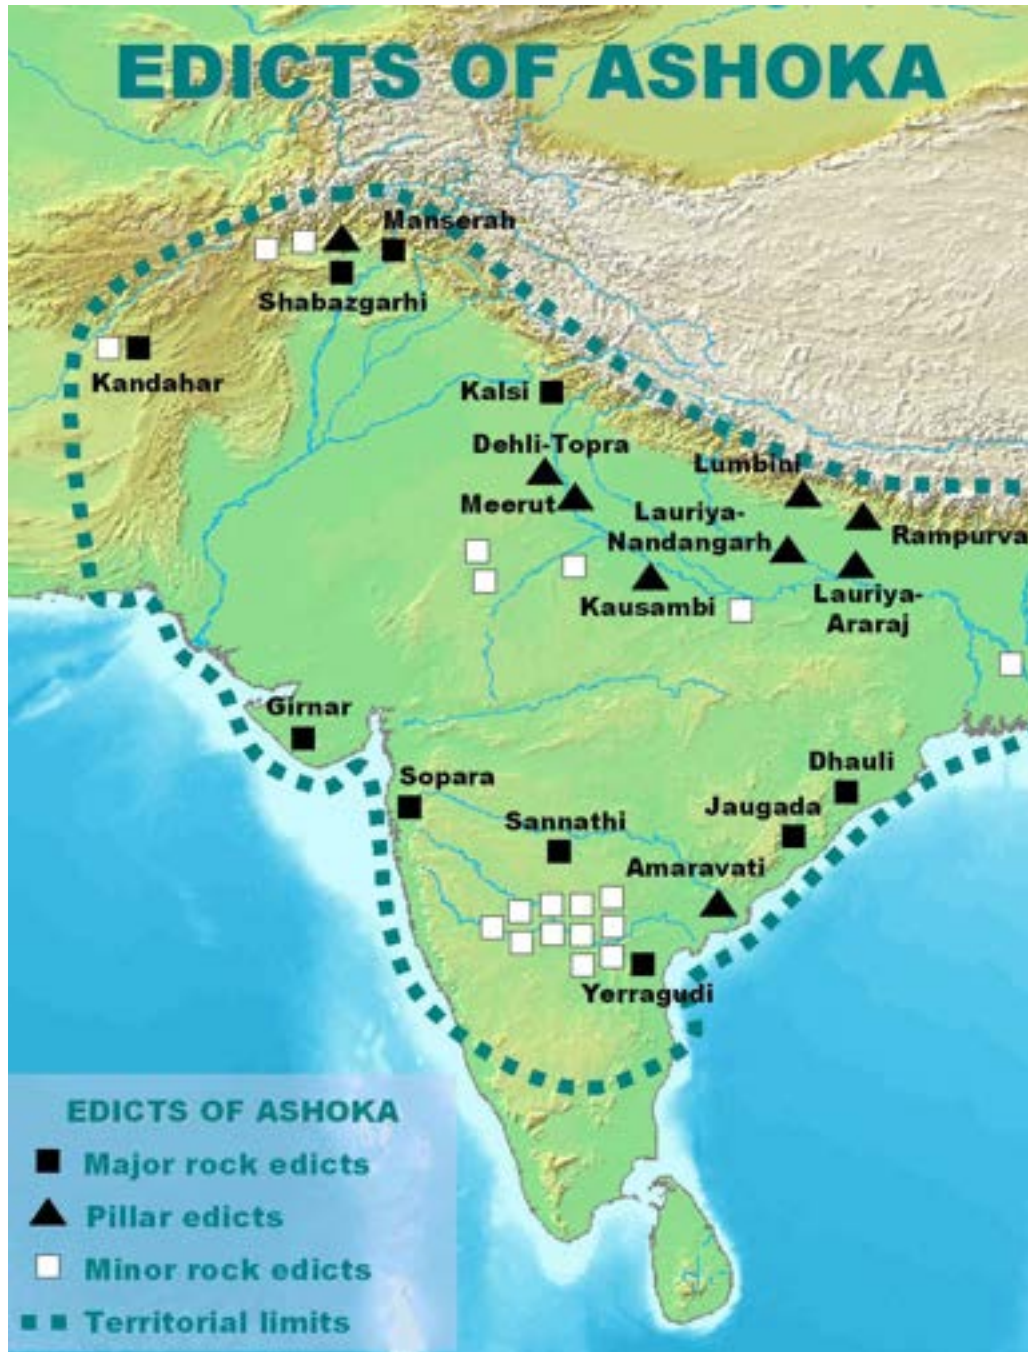 EDICTS OF ASHOKA
Manserah
Shabazgarhi
Kandahar
Kalsi
Dehli-Topra
Lumbini
Meerut
Lauriya-
Nandangarh
Rampurva
Kausambi
Lauriya-
Araraj
Girnar
Sopara
Dhauli
Jaugada
Sannathi
Amaravati
Yerragudi
EDICTS OF ASHOKA
Major rock edicts
Pillar edicts
Minor rock edicts
Territorial limits